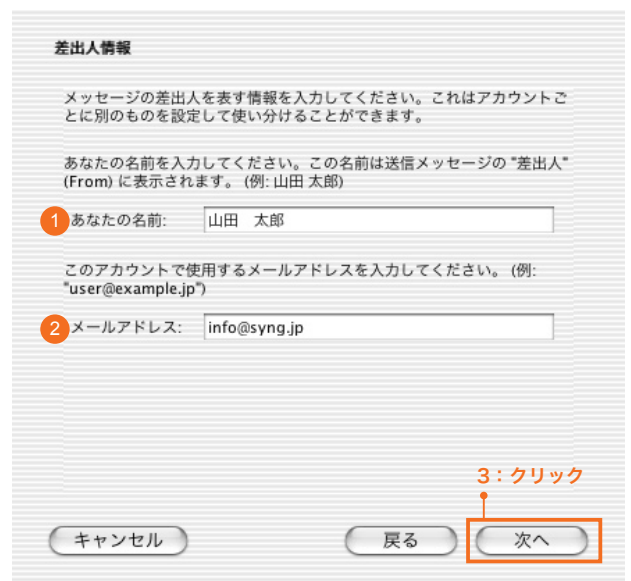 差出人情報
メッセージの差出人を表す情報を入力してください。これはアカウントご
とに別のものを設定して使い分けることができます。
あなたの名前を入力してください。この名前は送信メッセージの "差出人"
(From) に表示されます。 (例: 山田 太郎)
1 あなたの名前: 山田　太郎
このアカウントで使用するメールアドレスを入力してください。 (例:
"user@example.jp")
2 メールアドレス: info@syng.jp
3：クリック
キャンセル 戻る 次へ